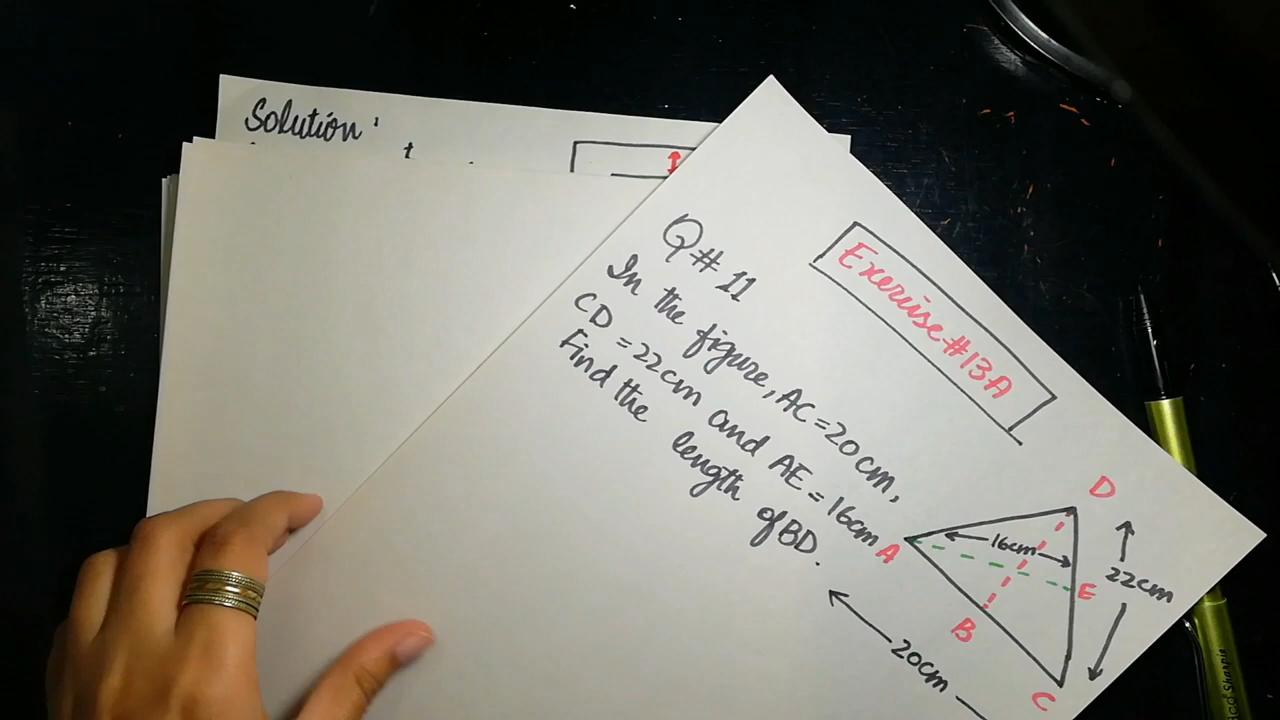 Solution:
Exercise #13A
Q# 11
In the figure, AC=20cm,
CD=22cm and AE=16cm
Find the length of BD.
D
A
16cm
E
22cm
B
20cm
C
Sharpie